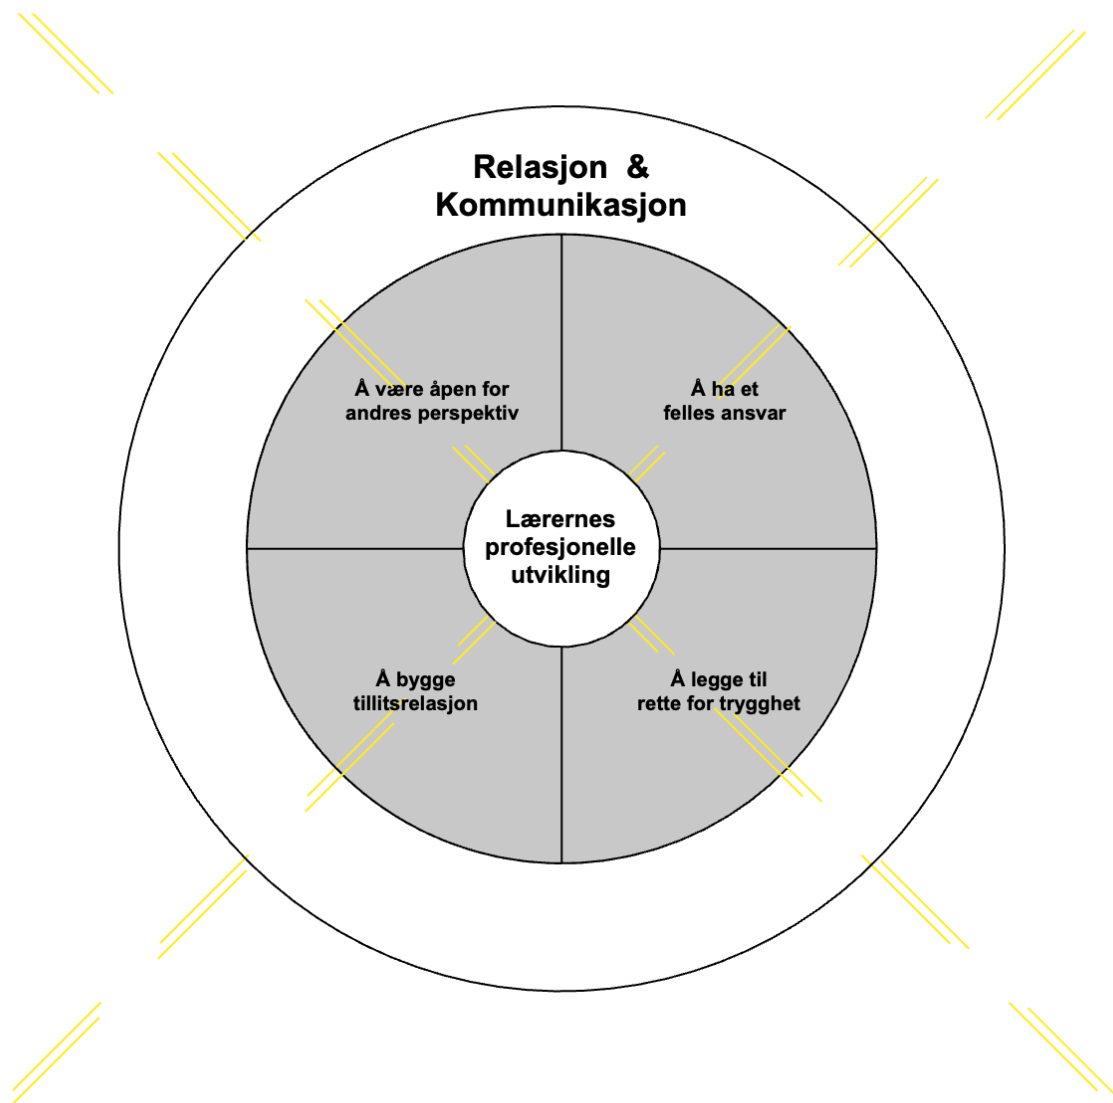 Relasjon  &
Kommunikasjon
Å være åpen for
andres perspektiv
Å ha et
felles ansvar
Lærernes
profesjonelle
utvikling
Å bygge
tillitsrelasjon
Å legge til
rette for trygghet